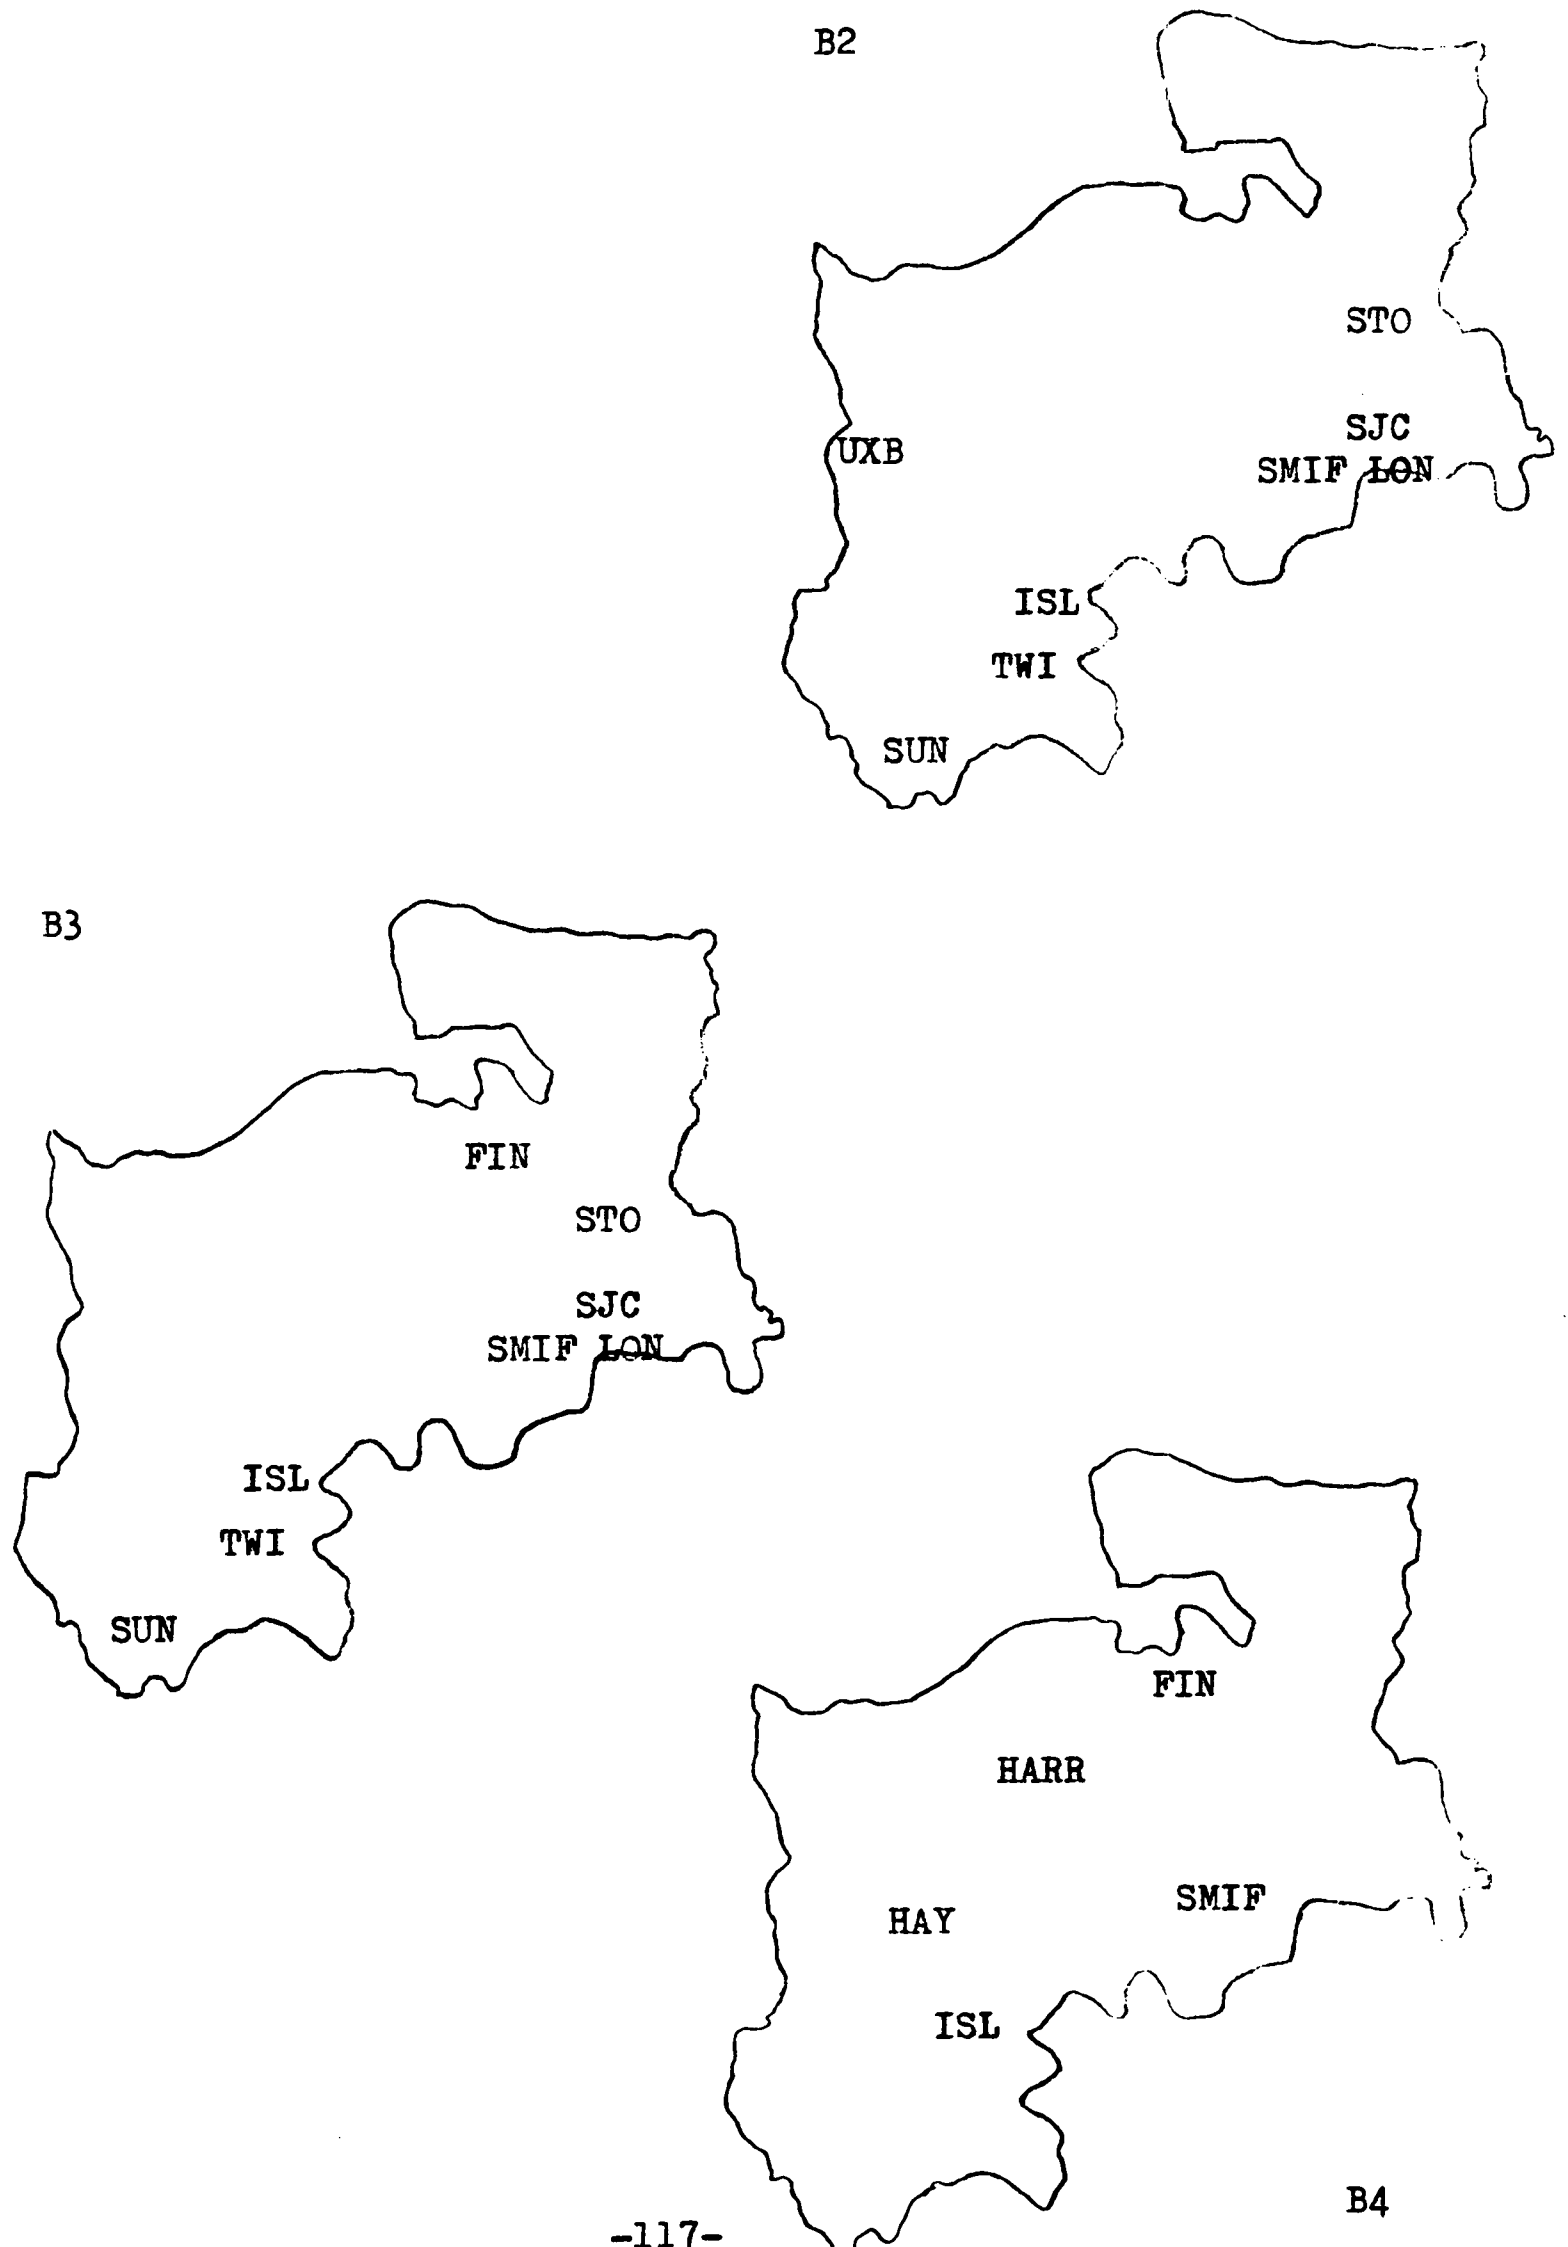 B2
STO
SJC
UXB
SMIF LON
ISL
TWI
SUN
B3
FIN
STO
SJC
SMIF LON
ISL
TWI
SUN
FIN
HARR
SMIF
HAY
ISL
B4
-117-